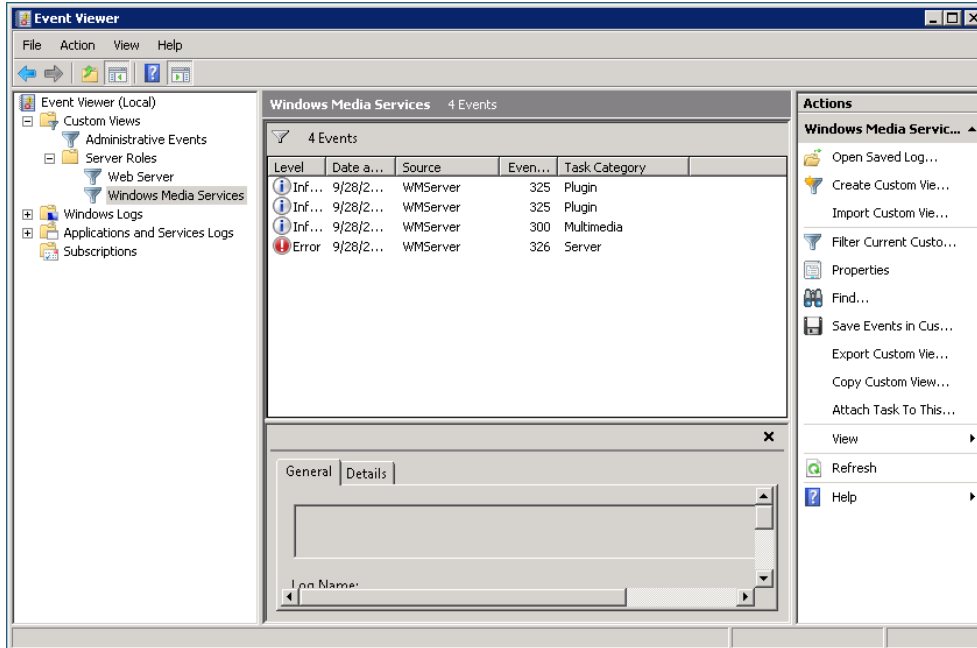 Event Viewer
File Action View Help
Event Viewer (Local)
Custom Views
Administrative Events
Server Roles
Web Server
Windows Media Services
Windows Logs
Applications and Services Logs
Subscriptions
Windows Media Services 4 Events
4 Events
Level Date a... Source Even... Task Category
Inf... 9/28/2... WMServer 325 Plugin
Inf... 9/28/2... WMServer 325 Plugin
Inf... 9/28/2... WMServer 300 Multimedia
Error 9/28/2... WMServer 326 Server
General Details
Log Name:
Actions
Windows Media Servic...
Open Saved Log...
Create Custom Vie...
Import Custom Vie...
Filter Current Custo...
Properties
Find...
Save Events in Cus...
Export Custom Vie...
Copy Custom View...
Attach Task To This...
View
Refresh
Help